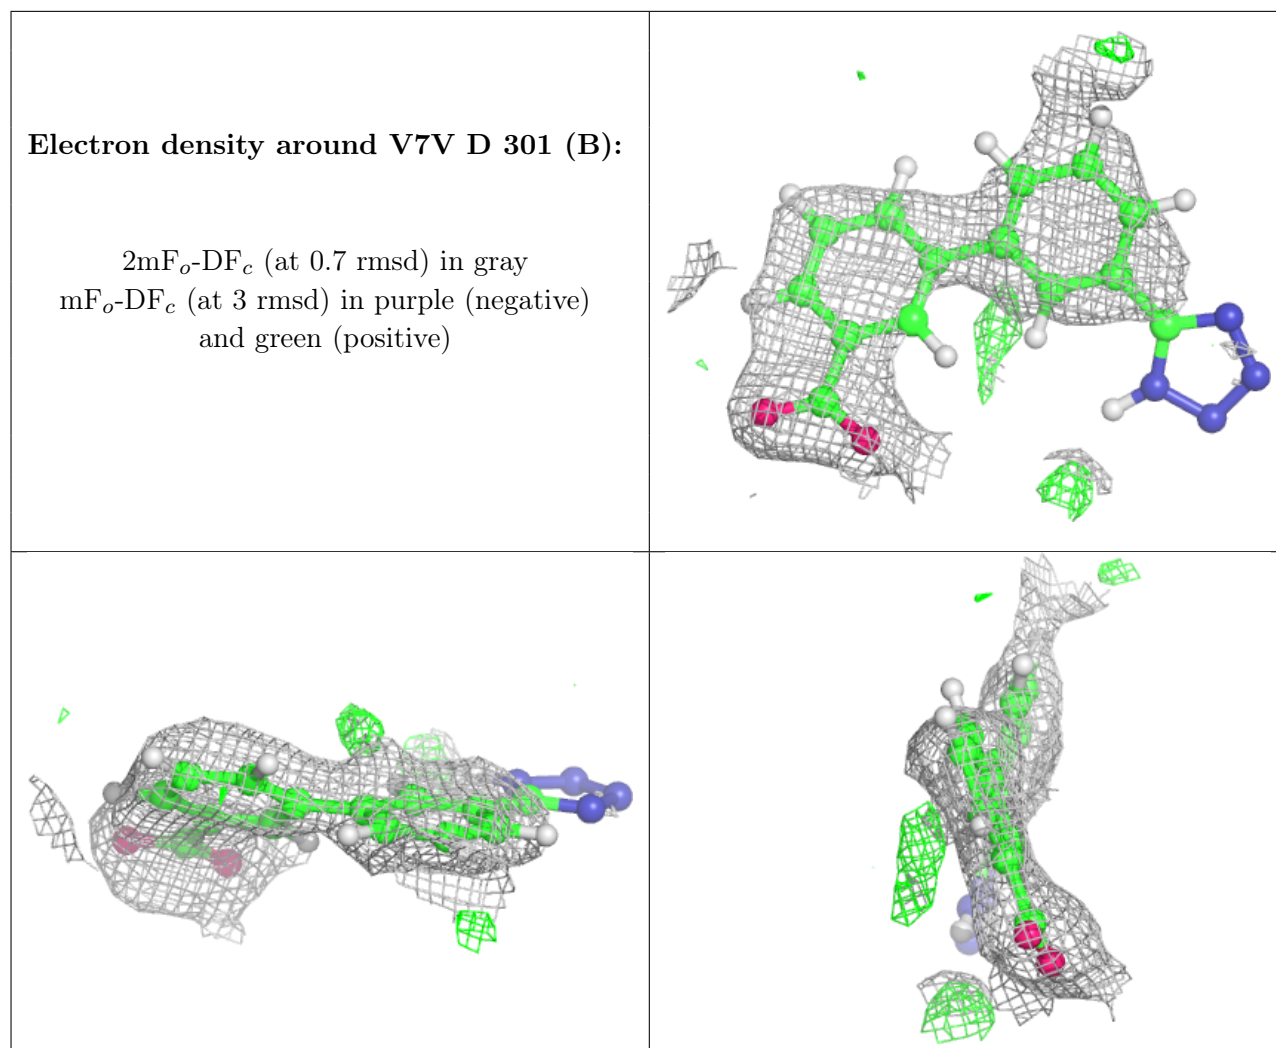 Electron density around V7V D 301 (B):
2mFₒ-DF𝑐 (at 0.7 rmsd) in gray
mFₒ-DF𝑐 (at 3 rmsd) in purple (negative)
and green (positive)